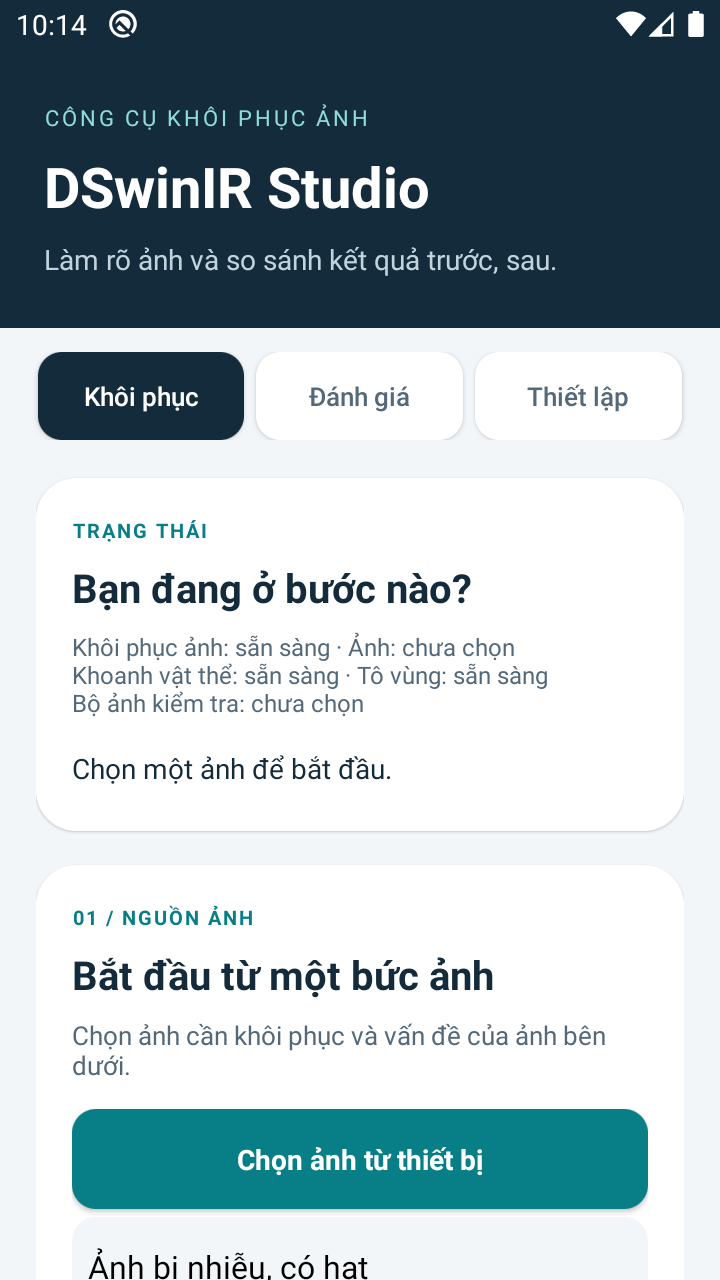 10:14
CÔNG CỤ KHÔI PHỤC ẢNH
DSwinIR Studio
Làm rõ ảnh và so sánh kết quả trước, sau.
Khôi phục
Đánh giá
Thiết lập
TRẠNG THÁI
Bạn đang ở bước nào?
Khôi phục ảnh: sẵn sàng · Ảnh: chưa chọn
Khoanh vật thể: sẵn sàng · Tô vùng: sẵn sàng
Bộ ảnh kiểm tra: chưa chọn
Chọn một ảnh để bắt đầu.
01 / NGUỒN ẢNH
Bắt đầu từ một bức ảnh
Chọn ảnh cần khôi phục và vấn đề của ảnh bên
dưới.
Chọn ảnh từ thiết bị
Ảnh bị nhiễu, có hạt